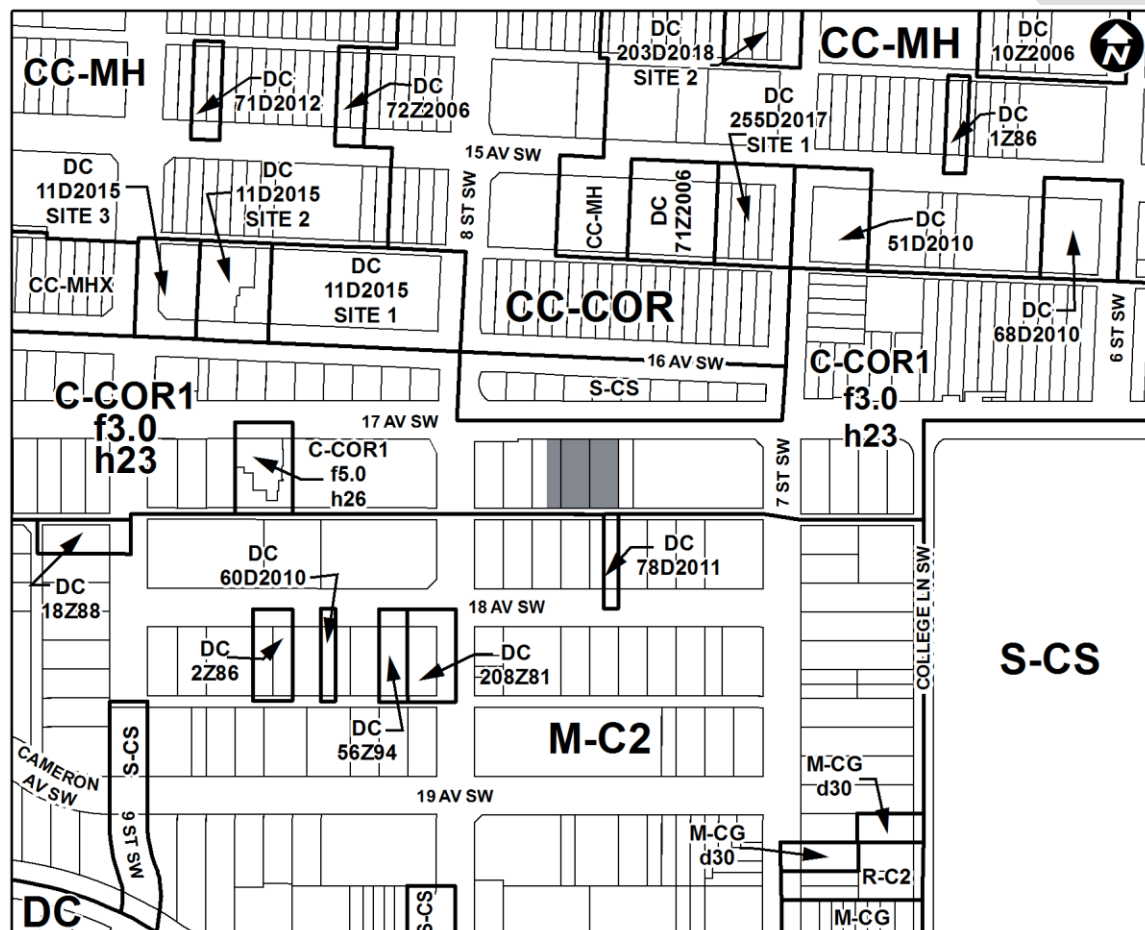 DC
203D2018
SITE 2
CC-MH
DC
10Z2006
N
CC-MH
DC
71D2012
DC
72Z2006
DC
255D2017
SITE 1
DC
1Z86
15 AV SW
DC
11D2015
SITE 3
DC
11D2015
SITE 2
8 ST SW
CC-MH
DC
71Z2006
DC
51D2010
CC-MHX
DC
11D2015
SITE 1
CC-COR
DC
68D2010
6 ST SW
16 AV SW
C-COR1
f3.0
h23
S-CS
C-COR1
f3.0
h23
17 AV SW
C-COR1
f5.0
h26
7 ST SW
DC
18Z88
DC
60D2010
DC
78D2011
18 AV SW
COLLEGE LN SW
DC
2Z86
DC
208Z81
S-CS
DC
56Z94
M-C2
S-CS
CAMERON
AV SW
M-CG
d30
19 AV SW
9 ST SW
M-CG
d30
R-C2
DC
S-CS
M-CG